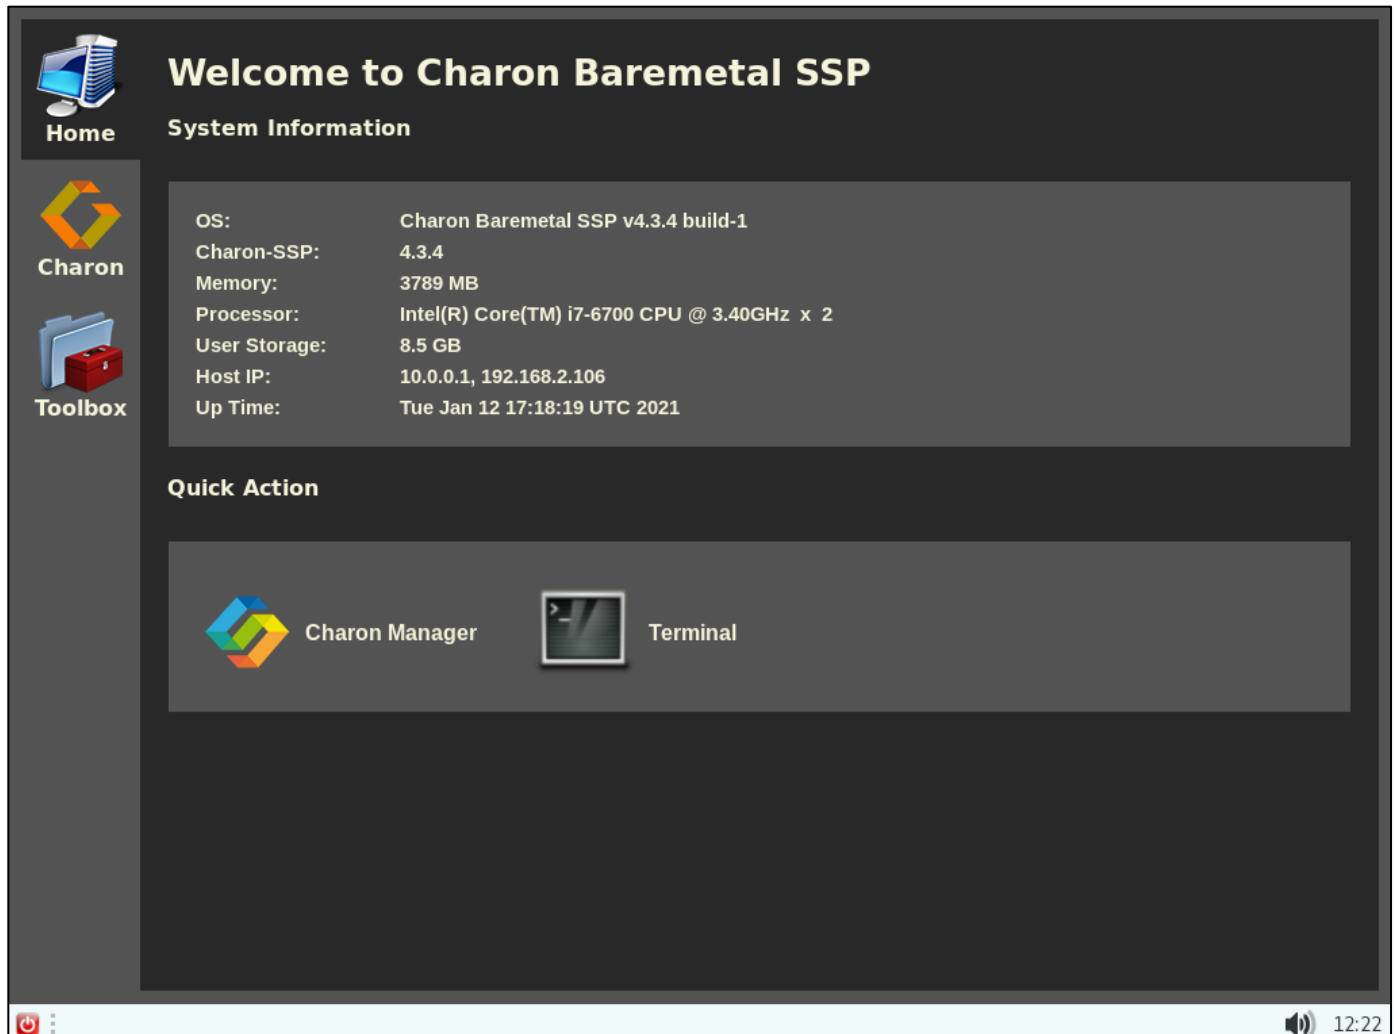 Welcome to Charon Baremetal SSP
Home
System Information
Charon
Toolbox
OS: Charon Baremetal SSP v4.3.4 build-1
Charon-SSP: 4.3.4
Memory: 3789 MB
Processor: Intel(R) Core(TM) i7-6700 CPU @ 3.40GHz x 2
User Storage: 8.5 GB
Host IP: 10.0.0.1, 192.168.2.106
Up Time: Tue Jan 12 17:18:19 UTC 2021
Quick Action
Charon Manager
Terminal
12:22